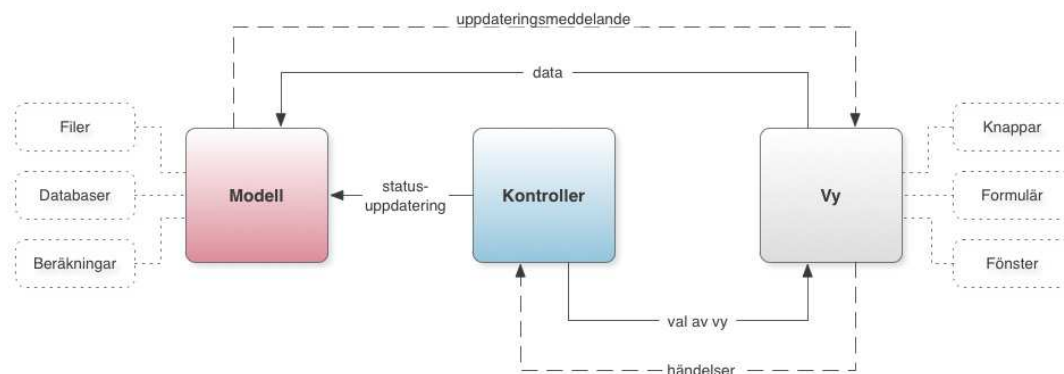 uppdateringsmeddelande
data
Filer
Knappar
Databaser
Modell
status-
uppdatering
Kontroller
Vy
Formulär
Beräkningar
Fönster
val av vy
händelser